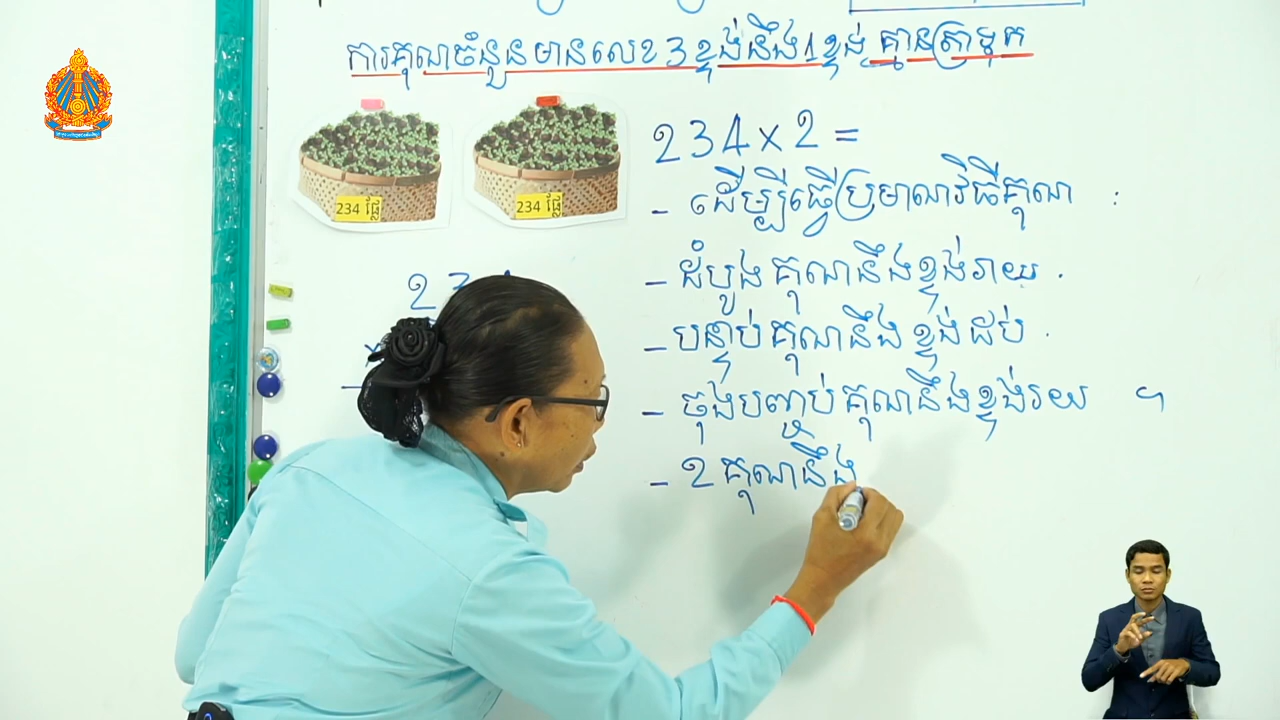 ការគុណចំនួនមានលេខ 3 ខ្ទង់នឹង 1 ខ្ទង់ គ្មានត្រាទុក
234 ផ្លែ
234 ផ្លែ
234 x 2 =
- ដើម្បីធ្វើប្រមាណវិធីគុណ :
- ដំបូងគុណនឹងខ្ទង់រាយ .
- បន្ទាប់គុណនឹងខ្ទង់ដប់ .
- ចុងបញ្ចប់គុណនឹងខ្ទង់រយ ។
- 2 គុណនឹង
2 3